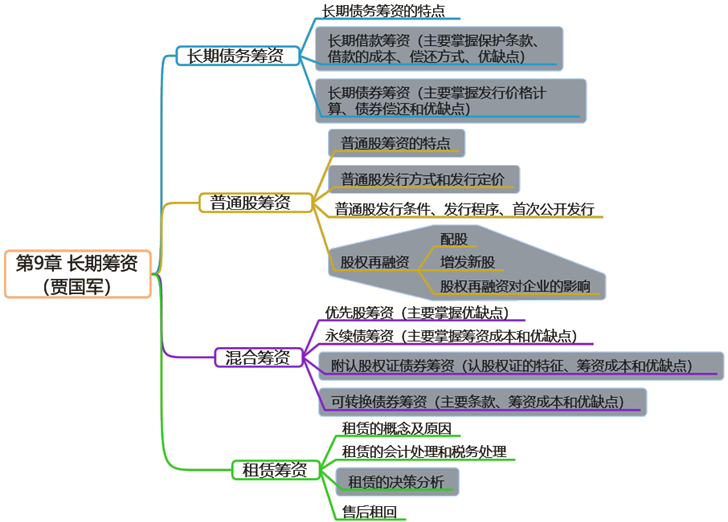 第9章 长期筹资
（贾国军）
长期债务筹资
长期债务筹资的特点
长期借款筹资（主要掌握保护条款、
借款的成本、偿还方式、优缺点）
长期债券筹资（主要掌握发行价格计
算、债券偿还和优缺点）
普通股筹资
普通股筹资的特点
普通股发行方式和发行定价
普通股发行条件、发行程序、首次公开发行
股权再融资
配股
增发新股
股权再融资对企业的影响
混合筹资
优先股筹资（主要掌握优缺点）
永续债筹资（主要掌握筹资成本和优缺点）
附认股权证债券筹资（认股权证的特征、筹资成本和优缺点）
可转换债券筹资（主要条款、筹资成本和优缺点）
租赁筹资
租赁的概念及原因
租赁的会计处理和税务处理
租赁的决策分析
售后租回